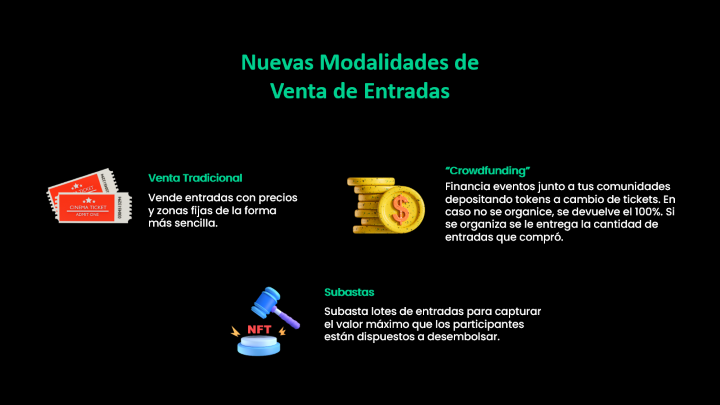 Nuevas Modalidades de
Venta de Entradas
Venta Tradicional
Vende entradas con precios
y zonas fijas de la forma
más sencilla.
CINEMA TICKET
ADMIT ONE
TICKET
“Crowdfunding”
Financia eventos junto a tus comunidades
depositando tokens a cambio de tickets. En
caso no se organice, se devuelve el 100%. Si
se organiza se le entrega la cantidad de
entradas que compró.
$
Subastas
Subasta lotes de entradas para capturar
el valor máximo que los participantes
están dispuestos a desembolsar.
NFT